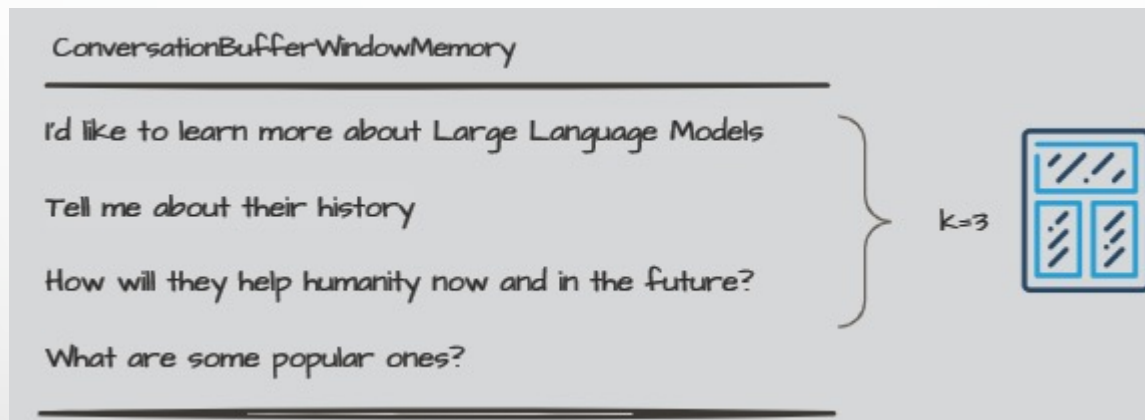 ConversationBufferWindowMemory
I'd like to learn more about Large Language Models
Tell me about their history
k=3
How will they help humanity now and in the future?
What are some popular ones?